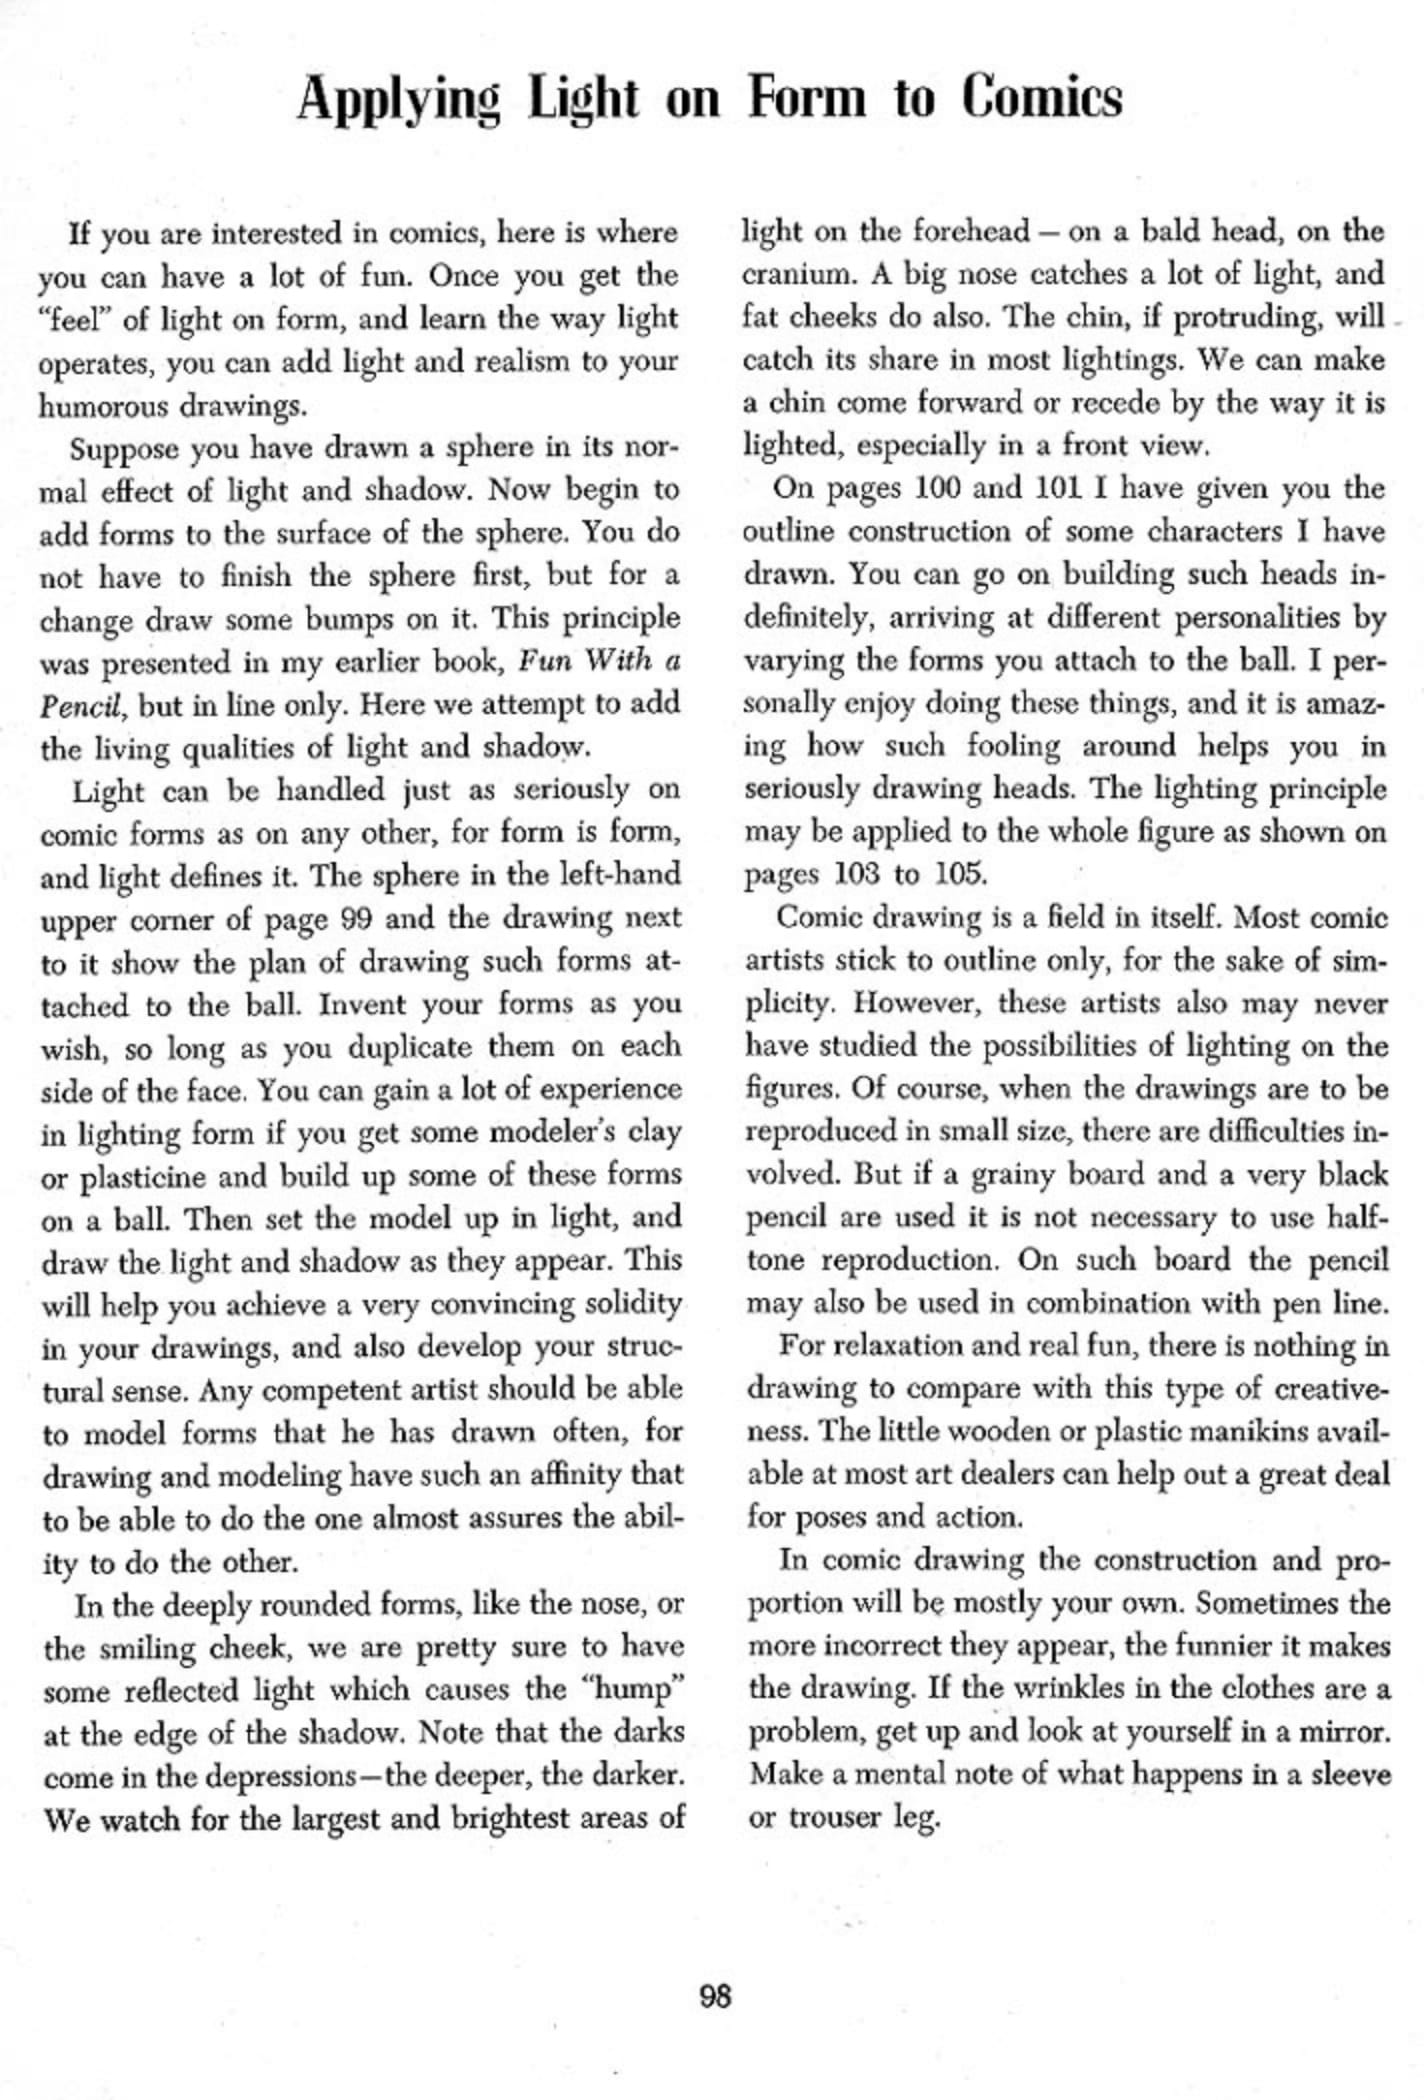 Applying Light on Form to Comics
If you are interested in comics, here is where
you can have a lot of fun. Once you get the
“feel” of light on form, and learn the way light
operates, you can add light and realism to your
humorous drawings.
Suppose you have drawn a sphere in its nor-
mal effect of light and shadow. Now begin to
add forms to the surface of the sphere. You do
not have to finish the sphere first, but for a
change draw some bumps on it. This principle
was presented in my earlier book, Fun With a
Pencil, but in line only. Here we attempt to add
the living qualities of light and shadow.
Light can be handled just as seriously on
comic forms as on any other, for form is form,
and light defines it. The sphere in the left-hand
upper corner of page 99 and the drawing next
to it show the plan of drawing such forms at-
tached to the ball. Invent your forms as you
wish, so long as you duplicate them on each
side of the face. You can gain a lot of experience
in lighting form if you get some modeler's clay
or plasticine and build up some of these forms
on a ball. Then set the model up in light, and
draw the light and shadow as they appear. This
will help you achieve a very convincing solidity
in your drawings, and also develop your struc-
tural sense. Any competent artist should be able
to model forms that he has drawn often, for
drawing and modeling have such an affinity that
to be able to do the one almost assures the abil-
ity to do the other.
In the deeply rounded forms, like the nose, or
the smiling cheek, we are pretty sure to have
some reflected light which causes the “hump”
at the edge of the shadow. Note that the darks
come in the depressions—the deeper, the darker.
We watch for the largest and brightest areas of
light on the forehead — on a bald head, on the
cranium. A big nose catches a lot of light, and
fat cheeks do also. The chin, if protruding, will
catch its share in most lightings. We can make
a chin come forward or recede by the way it is
lighted, especially in a front view.
On pages 100 and 101 I have given you the
outline construction of some characters I have
drawn. You can go on building such heads in-
definitely, arriving at different personalities by
varying the forms you attach to the ball. I per-
sonally enjoy doing these things, and it is amaz-
ing how such fooling around helps you in
seriously drawing heads. The lighting principle
may be applied to the whole figure as shown on
pages 103 to 105.
Comic drawing is a field in itself. Most comic
artists stick to outline only, for the sake of sim-
plicity. However, these artists also may never
have studied the possibilities of lighting on the
figures. Of course, when the drawings are to be
reproduced in small size, there are difficulties in-
volved. But if a grainy board and a very black
pencil are used it is not necessary to use half-
tone reproduction. On such board the pencil
may also be used in combination with pen line.
For relaxation and real fun, there is nothing in
drawing to compare with this type of creative-
ness. The little wooden or plastic manikins avail-
able at most art dealers can help out a great deal
for poses and action.
In comic drawing the construction and pro-
portion will be mostly your own. Sometimes the
more incorrect they appear, the funnier it makes
the drawing. If the wrinkles in the clothes are a
problem, get up and look at yourself in a mirror.
Make a mental note of what happens in a sleeve
or trouser leg.
98